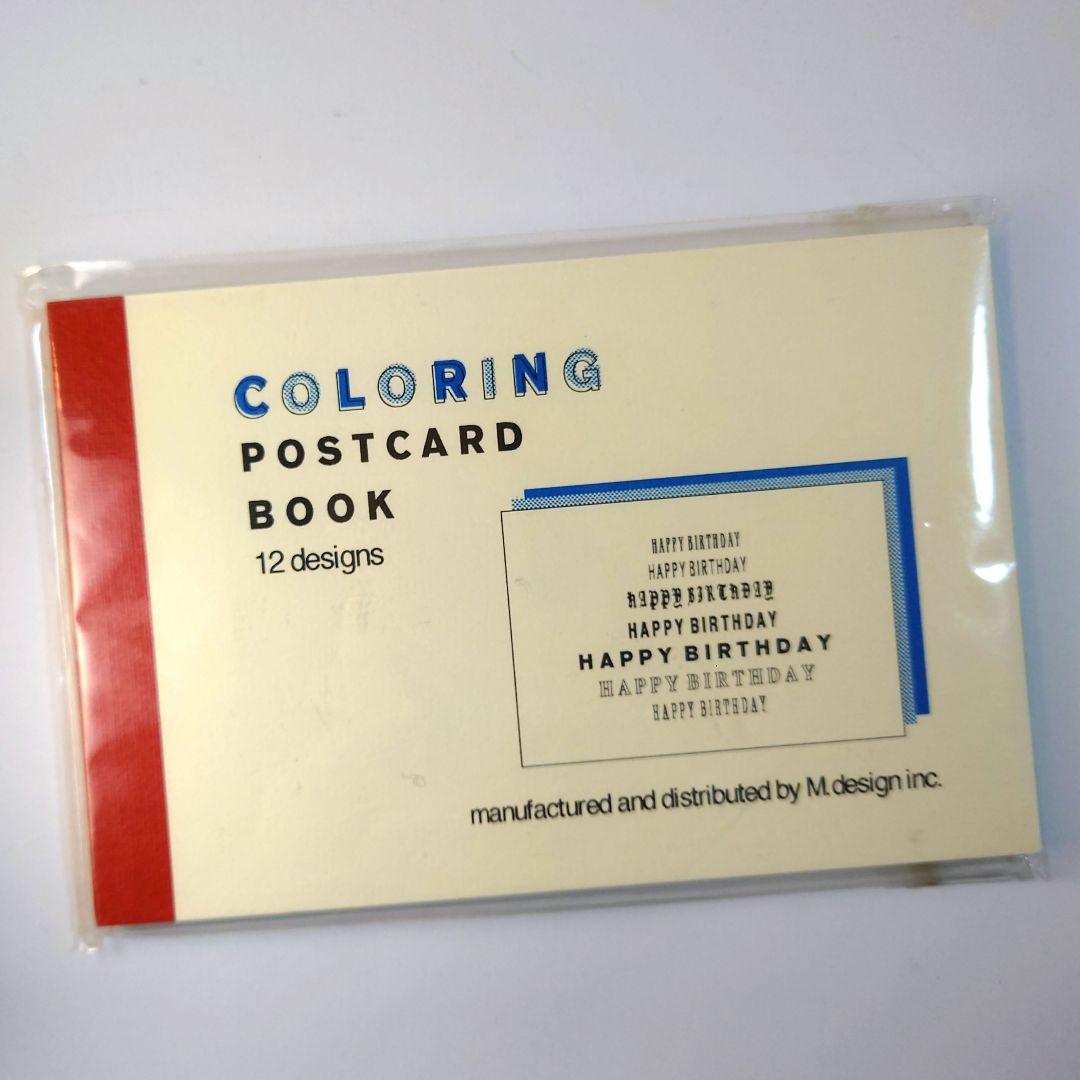 COLORING
POSTCARD
BOOK
12 designs
HAPPY BIRTHDAY
HAPPY BIRTHDAY
HAPPY BIRTHDAY
HAPPY BIRTHDAY
HAPPY BIRTHDAY
HAPPY BIRTHDAY
HAPPY BIRTHDAY
manufactured and distributed by M.design inc.